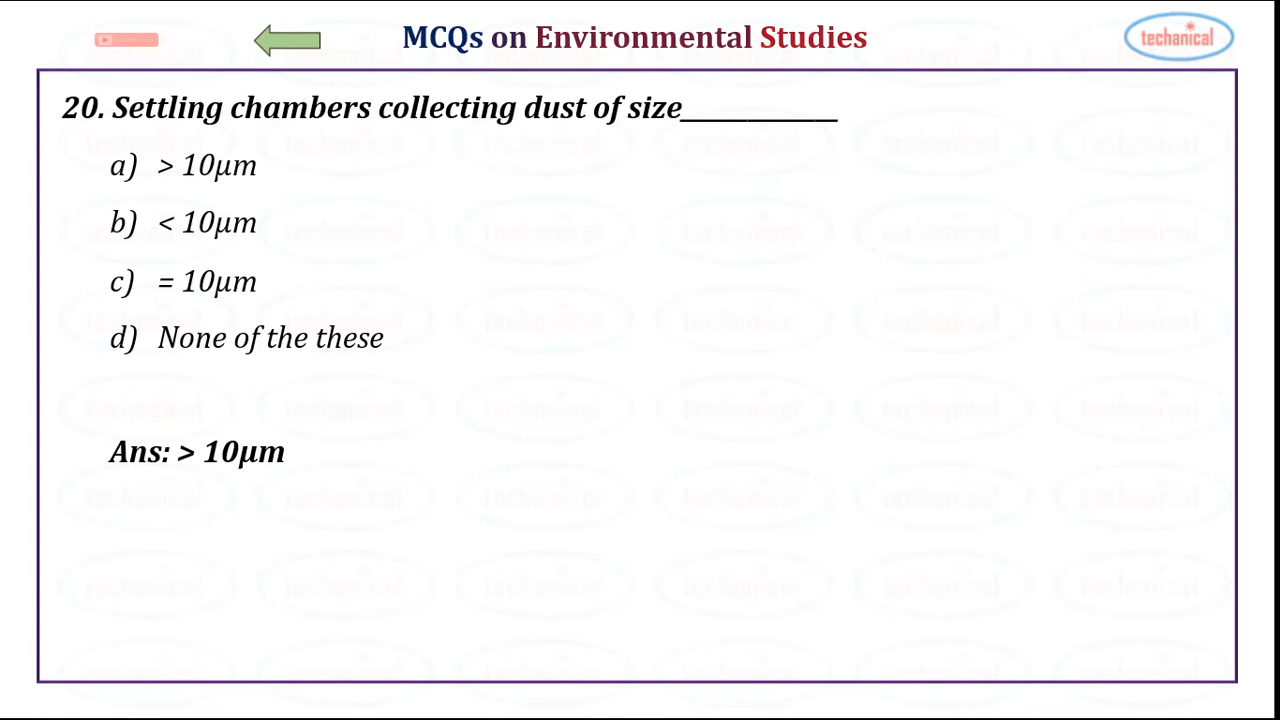 MCQs on Environmental Studies
techanical
20. Settling chambers collecting dust of size____________
a) > 10µm
b) < 10µm
c) = 10µm
d) None of the these
Ans: > 10µm